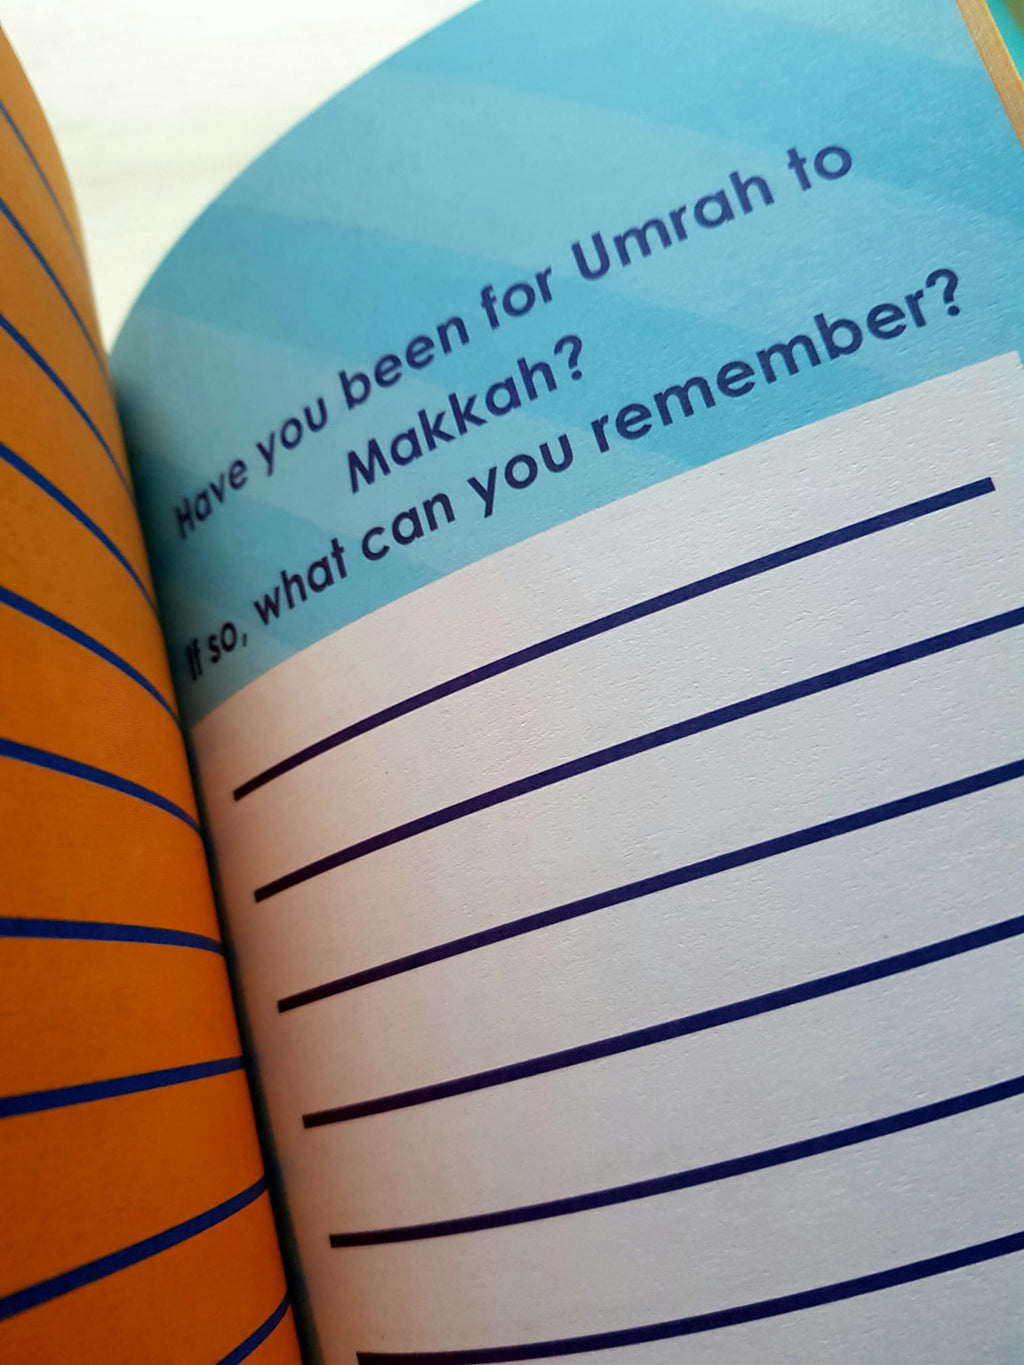 Have you been for Umrah to
Makkah?
If so, what can you remember?